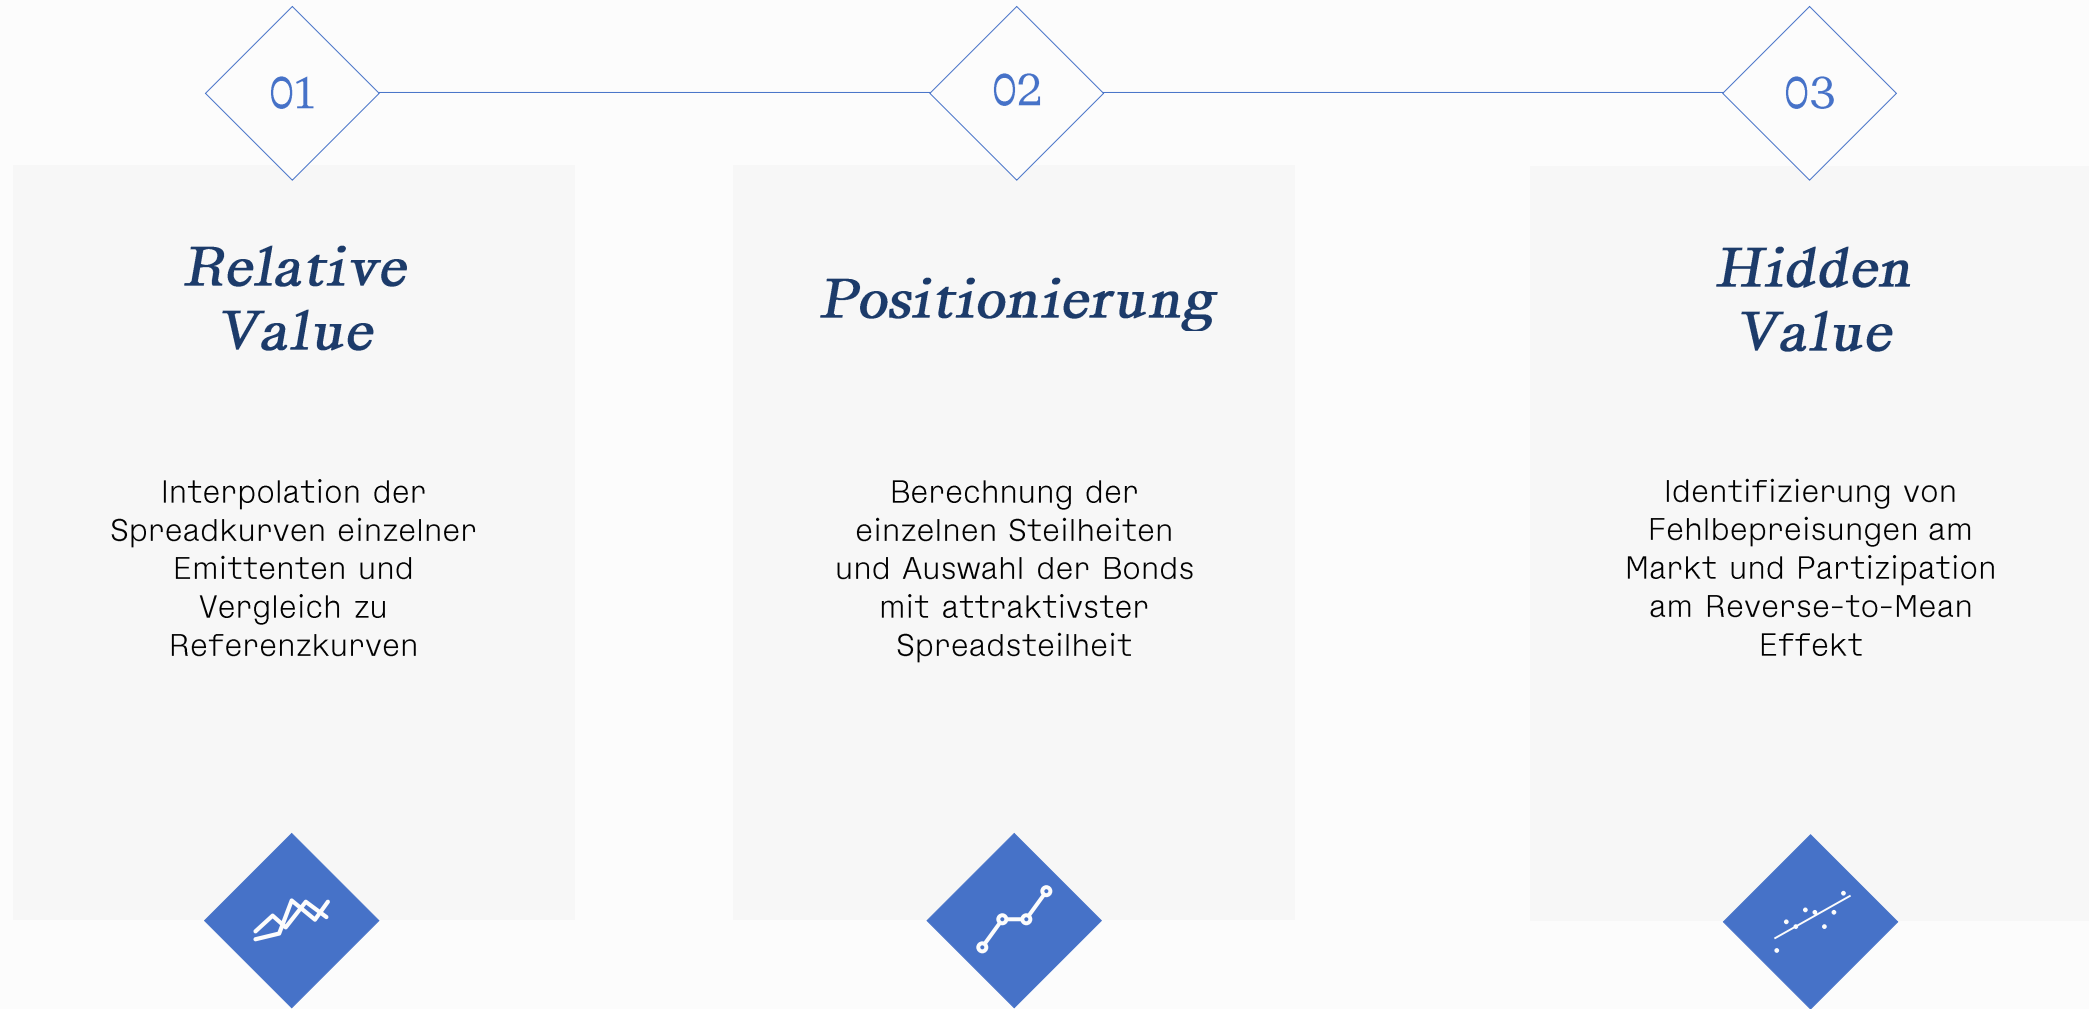 01
Relative
Value
Interpolation der
Spreadkurven einzelner
Emittenten und
Vergleich zu
Referenzkurven
02
Positionierung
Berechnung der
einzelnen Steilheiten
und Auswahl der Bonds
mit attraktivster
Spreadsteilheit
03
Hidden
Value
Identifizierung von
Fehlbepreisungen am
Markt und Partizipation
am Reverse-to-Mean
Effekt